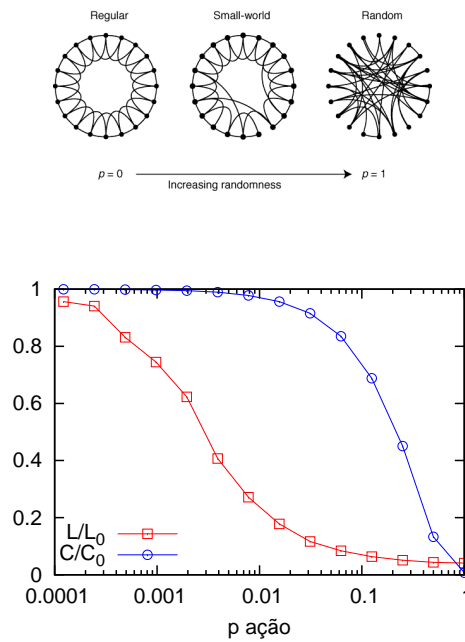 Regular Small-world Random
p = 0 p = 1
Increasing randomness
1
0.8
0.6
0.4
0.2
0
L/L0
C/C0
0.0001 0.001 0.01 0.1 1
p ação